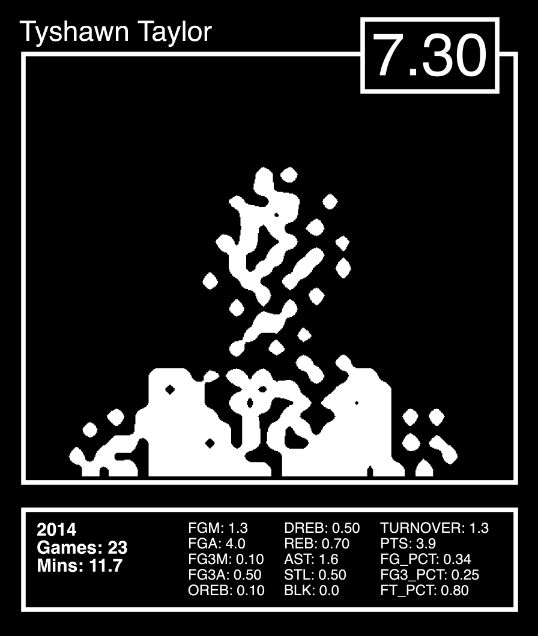 Tyshawn Taylor
7.30
2014
Games: 23
Mins: 11.7
FGM: 1.3
FGA: 4.0
FG3M: 0.10
FG3A: 0.50
OREB: 0.10
DREB: 0.50
REB: 0.70
AST: 1.6
STL: 0.50
BLK: 0.0
TURNOVER: 1.3
PTS: 3.9
FG_PCT: 0.34
FG3_PCT: 0.25
FT_PCT: 0.80